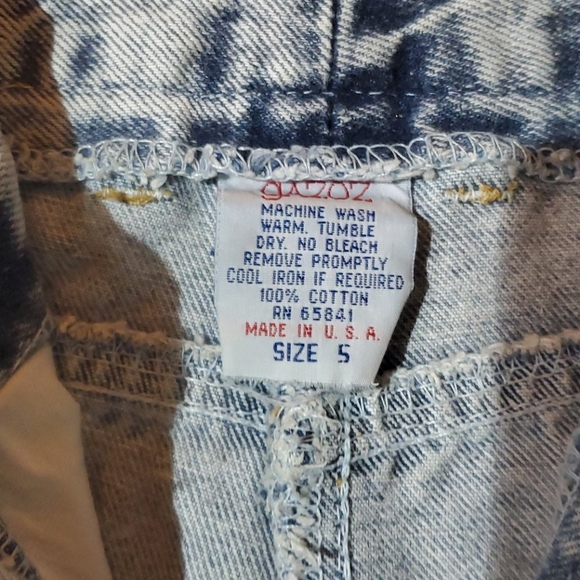 MACHINE WASH
WARM. TUMBLE
DRY. NO BLEACH
REMOVE PROMPTLY
COOL IRON IF REQUIRED
100% COTTON
RN 65841
MADE IN U.S.A.
SIZE 5